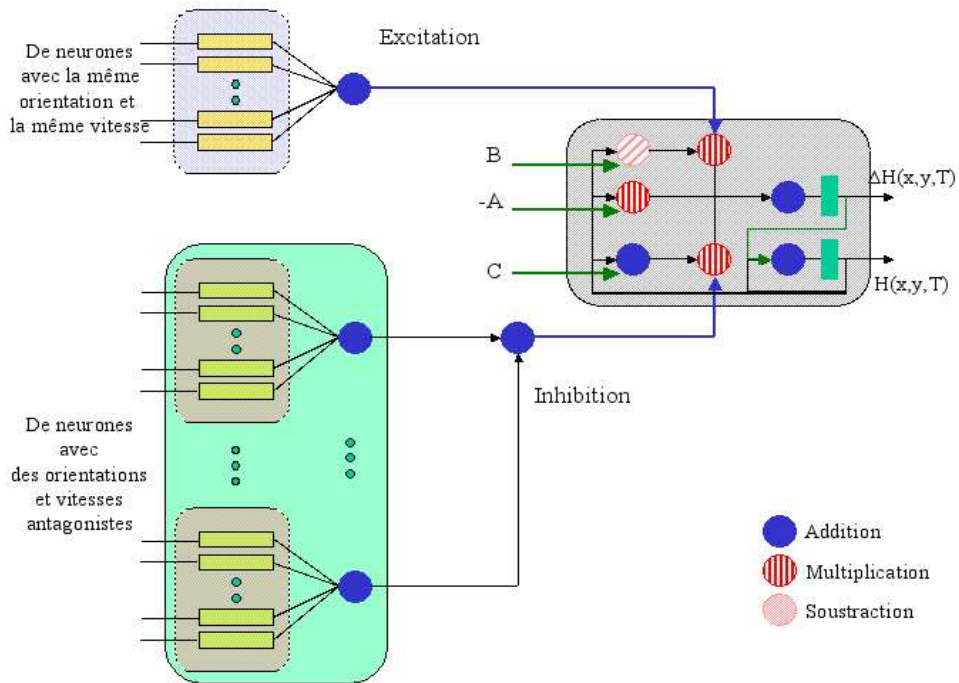 Excitation
De neurones
avec la même
orientation et
la même vitesse
B
-A
C
ΔH(x,y,T)
H(x,y,T)
Inhibition
De neurones
avec
des orientations
et vitesses
antagonistes
Addition
Multiplication
Soustraction